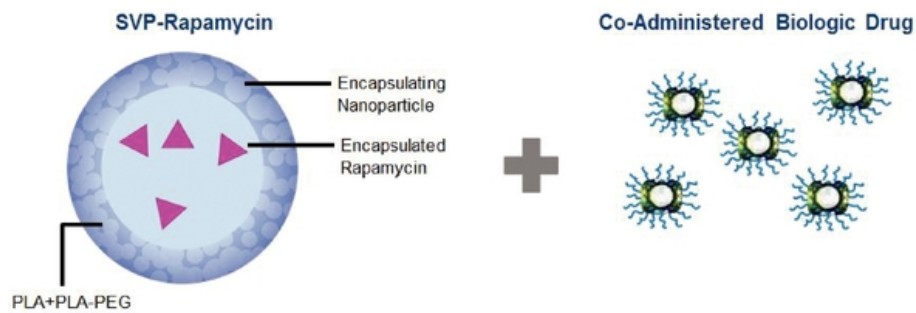 SVP-Rapamycin
Co-Administered Biologic Drug
Encapsulating
Nanoparticle
Encapsulated
Rapamycin
PLA+PLA-PEG